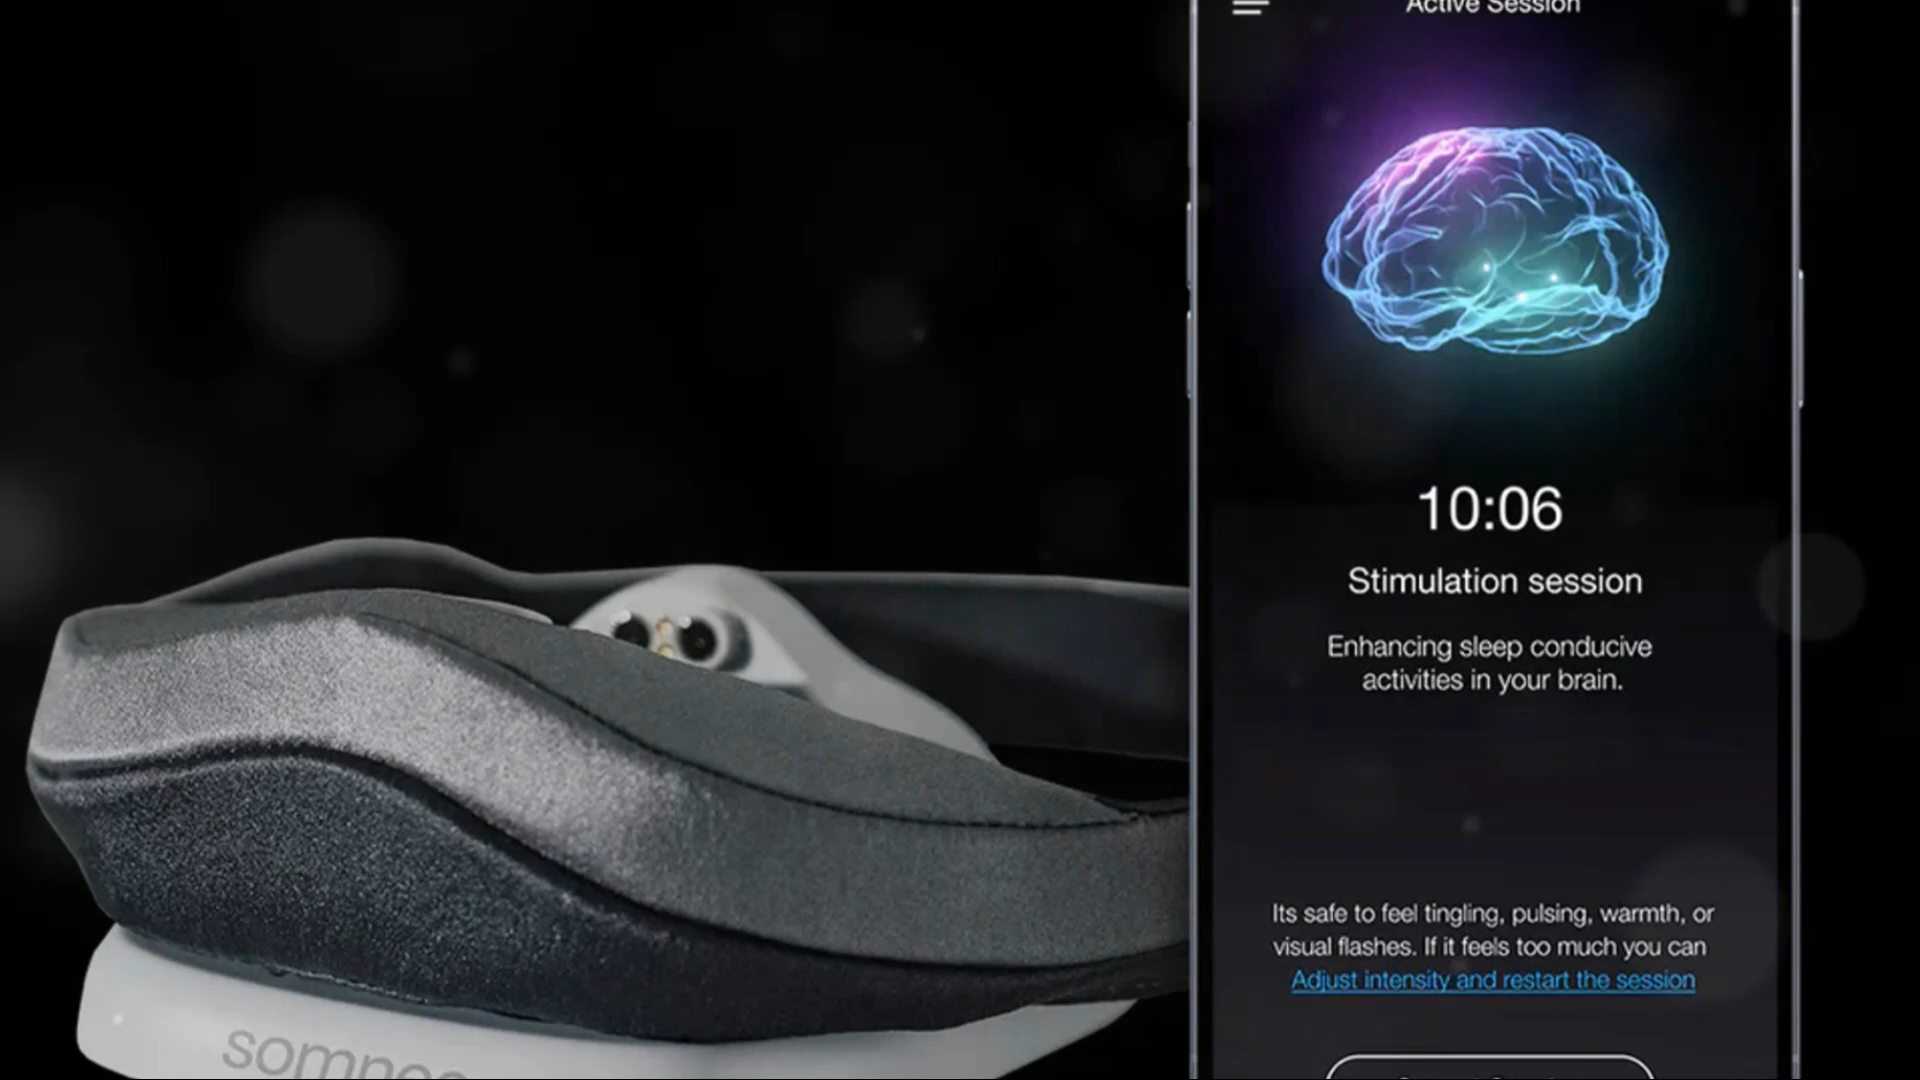 Active Session
10:06
Stimulation session
Enhancing sleep conducive
activities in your brain.
Its safe to feel tingling, pulsing, warmth, or
visual flashes. If it feels too much you can
Adjust intensity and restart the session
somnee